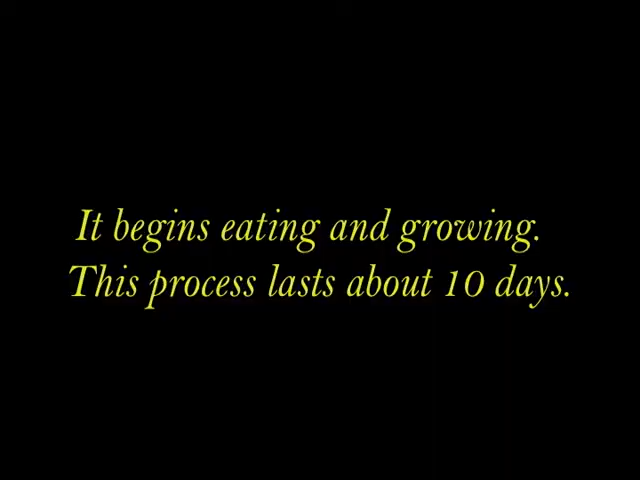 It begins eating and growing.
This process lasts about 10 days.